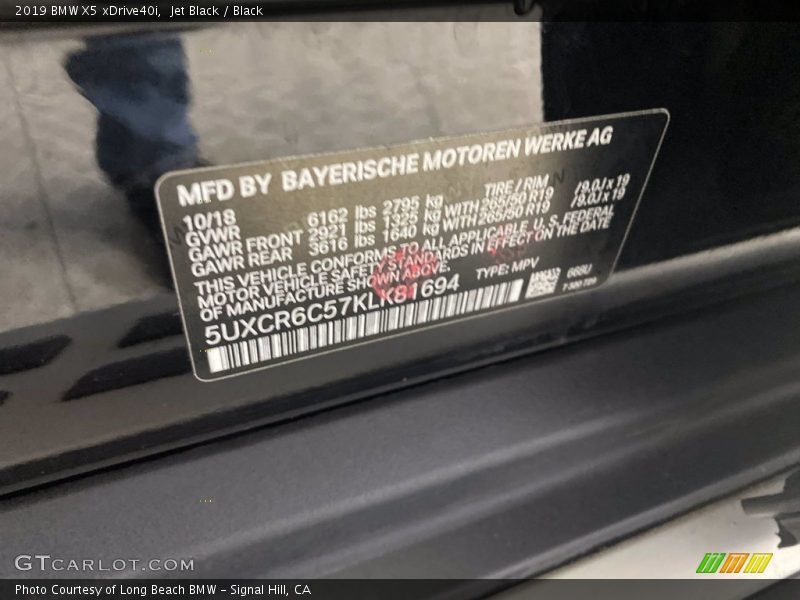 2019 BMW X5 xDrive40i, Jet Black / Black
MFD BY BAYERISCHE MOTOREN WERKE AG
10/18 TIRE / RIM
GVWR 6162 lbs 2795 kg
GAWR FRONT 2921 lbs 1325 kg WITH 265/50 R19 /9.0J x 19
GAWR REAR 3616 lbs 1640 kg WITH 265/50 R19 /9.0J x 19
THIS VEHICLE CONFORMS TO ALL APPLICABLE U.S. FEDERAL
MOTOR VEHICLE SAFETY STANDARDS IN EFFECT ON THE DATE
OF MANUFACTURE SHOWN ABOVE.
TYPE: MPV
5UXCR6C57KLK81694
668U
GTCARLOT.COM
Photo Courtesy of Long Beach BMW – Signal Hill, CA